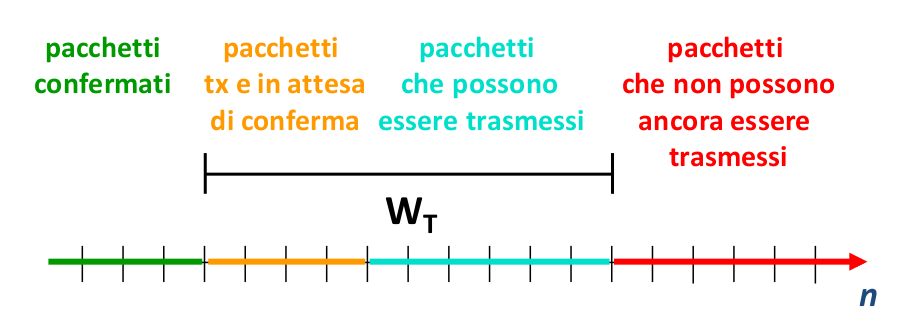 pacchetti
confermati
pacchetti
tx e in attesa
di conferma
pacchetti
che possono
essere trasmessi
pacchetti
che non possono
ancora essere
trasmessi
W_T
n